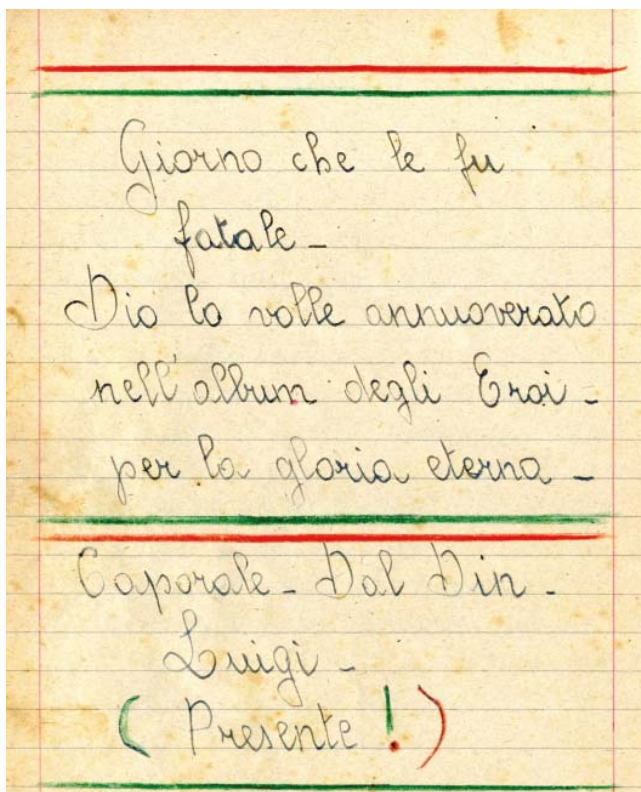 Giorno che le fu
fatale -
Dio lo volle annuoverato
nell'album degli Eroi -
per la gloria eterna -
Caporale - Dal Din -
Luigi -
( Presente ! )